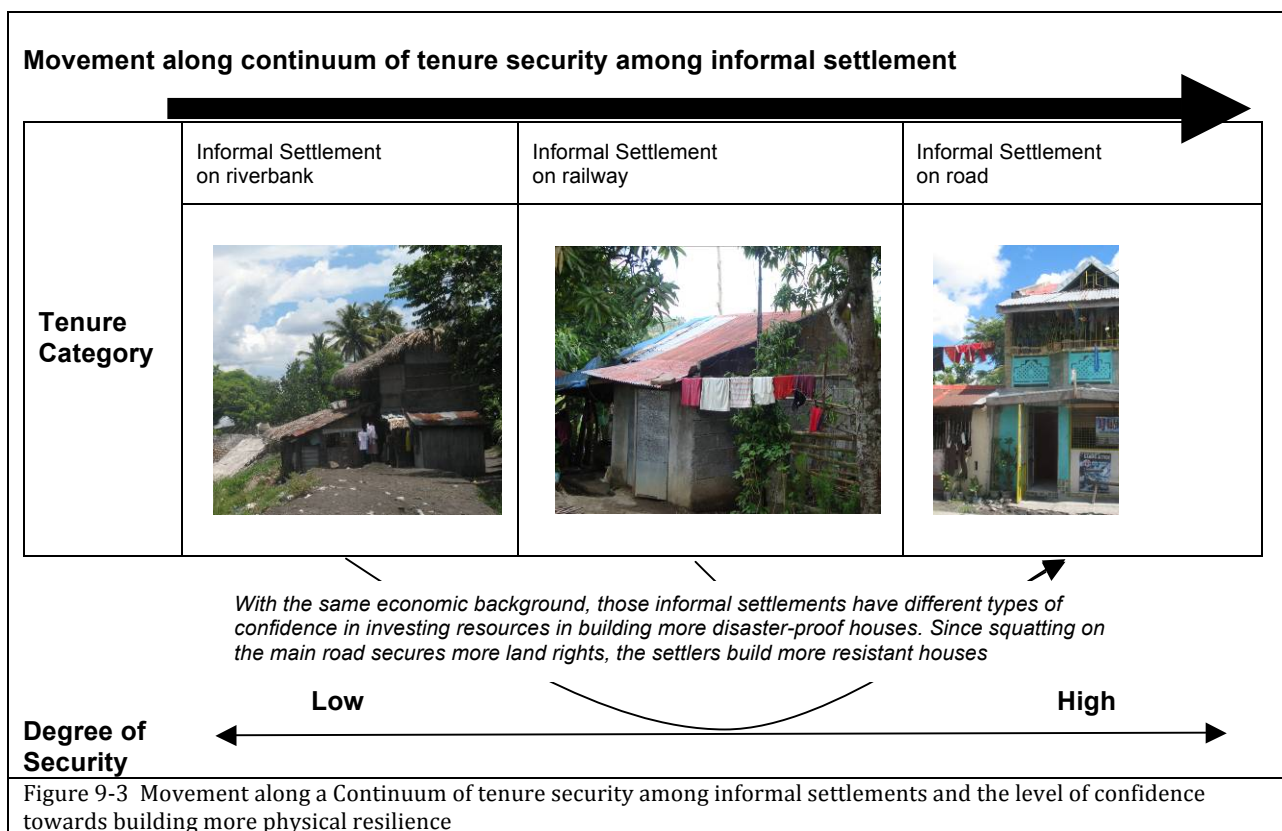 Movement along continuum of tenure security among informal settlement
Informal Settlement
on riverbank
Informal Settlement
on railway
Informal Settlement
on road
Tenure
Category
With the same economic background, those informal settlements have different types of
confidence in investing resources in building more disaster-proof houses. Since squatting on
the main road secures more land rights, the settlers build more resistant houses
Low
High
Degree of
Security
Figure 9-3 Movement along a Continuum of tenure security among informal settlements and the level of confidence
towards building more physical resilience